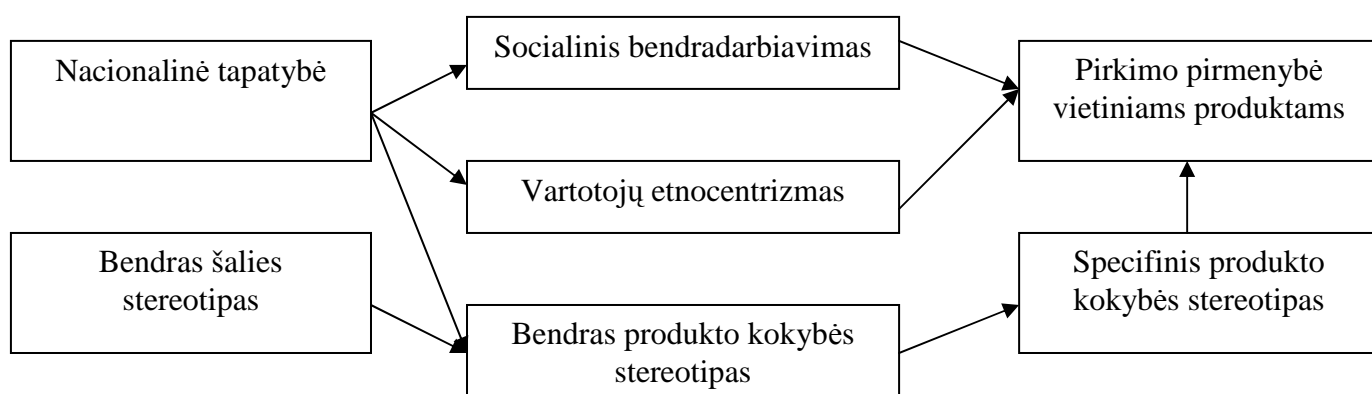 Nacionalinė tapatybė
Socialinis bendradarbiavimas
Pirkimo pirmenybė
vietiniams produktams
Vartotojų etnocentrizmas
Bendras šalies
stereotipas
Specifinis produkto
kokybės stereotipas
Bendras produkto kokybės
stereotipas